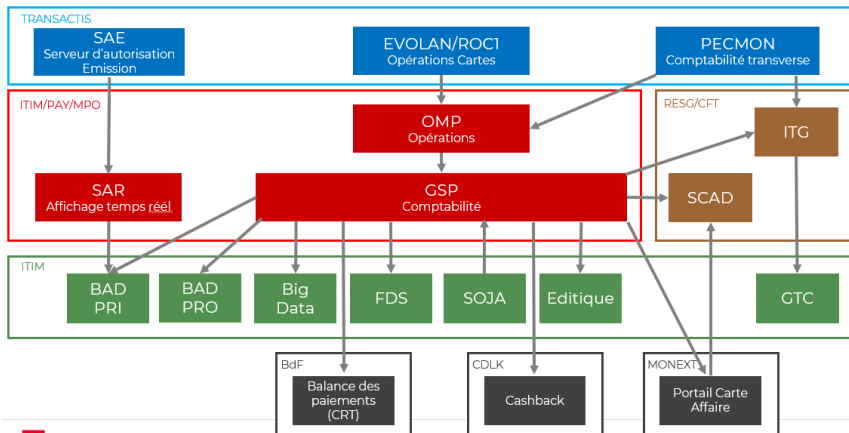 TRANSACTIS
SAE
Serveur d'autorisation
Emission
EVOLAN/ROC1
Opérations Cartes
PECMON
Comptabilité transverse
ITIM/PAY/MPO
RESG/CFT
OMP
Opérations
ITG
SAR
Affichage temps réél
GSP
Comptabilité
SCAD
ITIM
BAD
PRI
BAD
PRO
Big
Data
FDS
SOJA
Editique
GTC
BdF
Balance des
paiements
(CRT)
CDLK
Cashback
MONEXT
Portail Carte
Affaire